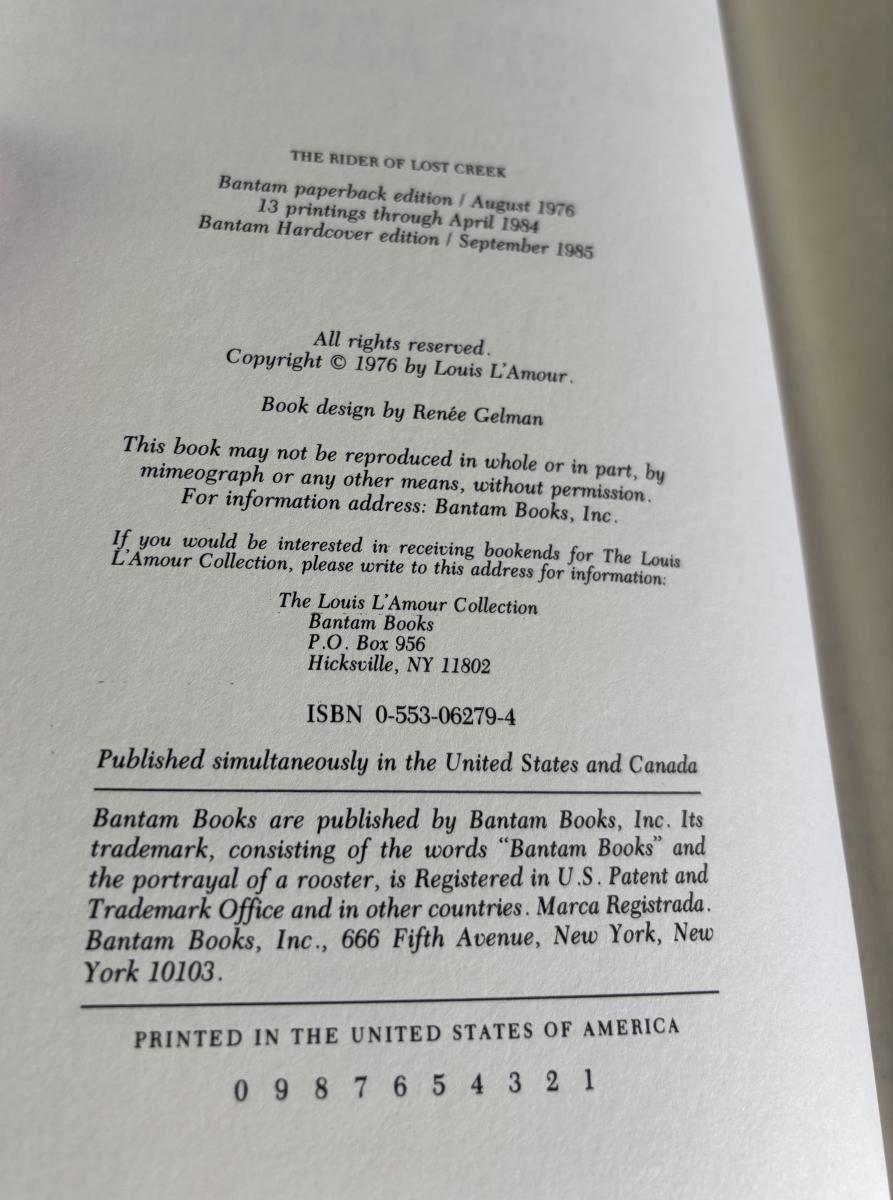 THE RIDER OF LOST CREEK
Bantam paperback edition / August 1976
13 printings through April 1984
Bantam Hardcover edition / September 1985
All rights reserved.
Copyright © 1976 by Louis L'Amour.
Book design by Renée Gelman
This book may not be reproduced in whole or in part, by
mimeograph or any other means, without permission.
For information address: Bantam Books, Inc.
If you would be interested in receiving bookends for The Louis
L'Amour Collection, please write to this address for information:
The Louis L'Amour Collection
Bantam Books
P.O. Box 956
Hicksville, NY 11802
ISBN 0-553-06279-4
Published simultaneously in the United States and Canada
Bantam Books are published by Bantam Books, Inc. Its
trademark, consisting of the words “Bantam Books” and
the portrayal of a rooster, is Registered in U.S. Patent and
Trademark Office and in other countries. Marca Registrada.
Bantam Books, Inc., 666 Fifth Avenue, New York, New
York 10103.
PRINTED IN THE UNITED STATES OF AMERICA
0 9 8 7 6 5 4 3 2 1